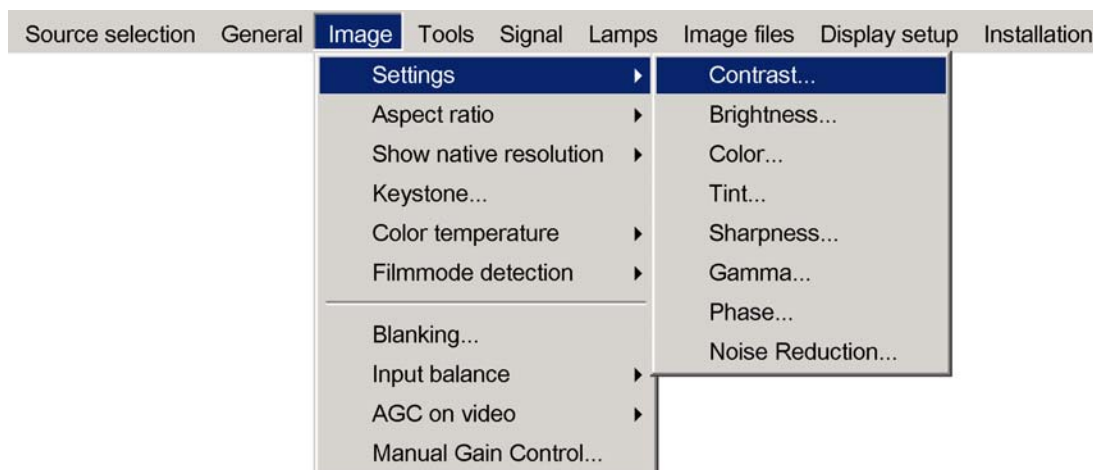 Source selection General Image Tools Signal Lamps Image files Display setup Installation
Settings
Aspect ratio
Show native resolution
Keystone...
Color temperature
Filmmode detection
Blanking...
Input balance
AGC on video
Manual Gain Control...
Contrast...
Brightness...
Color...
Tint...
Sharpness...
Gamma...
Phase...
Noise Reduction...